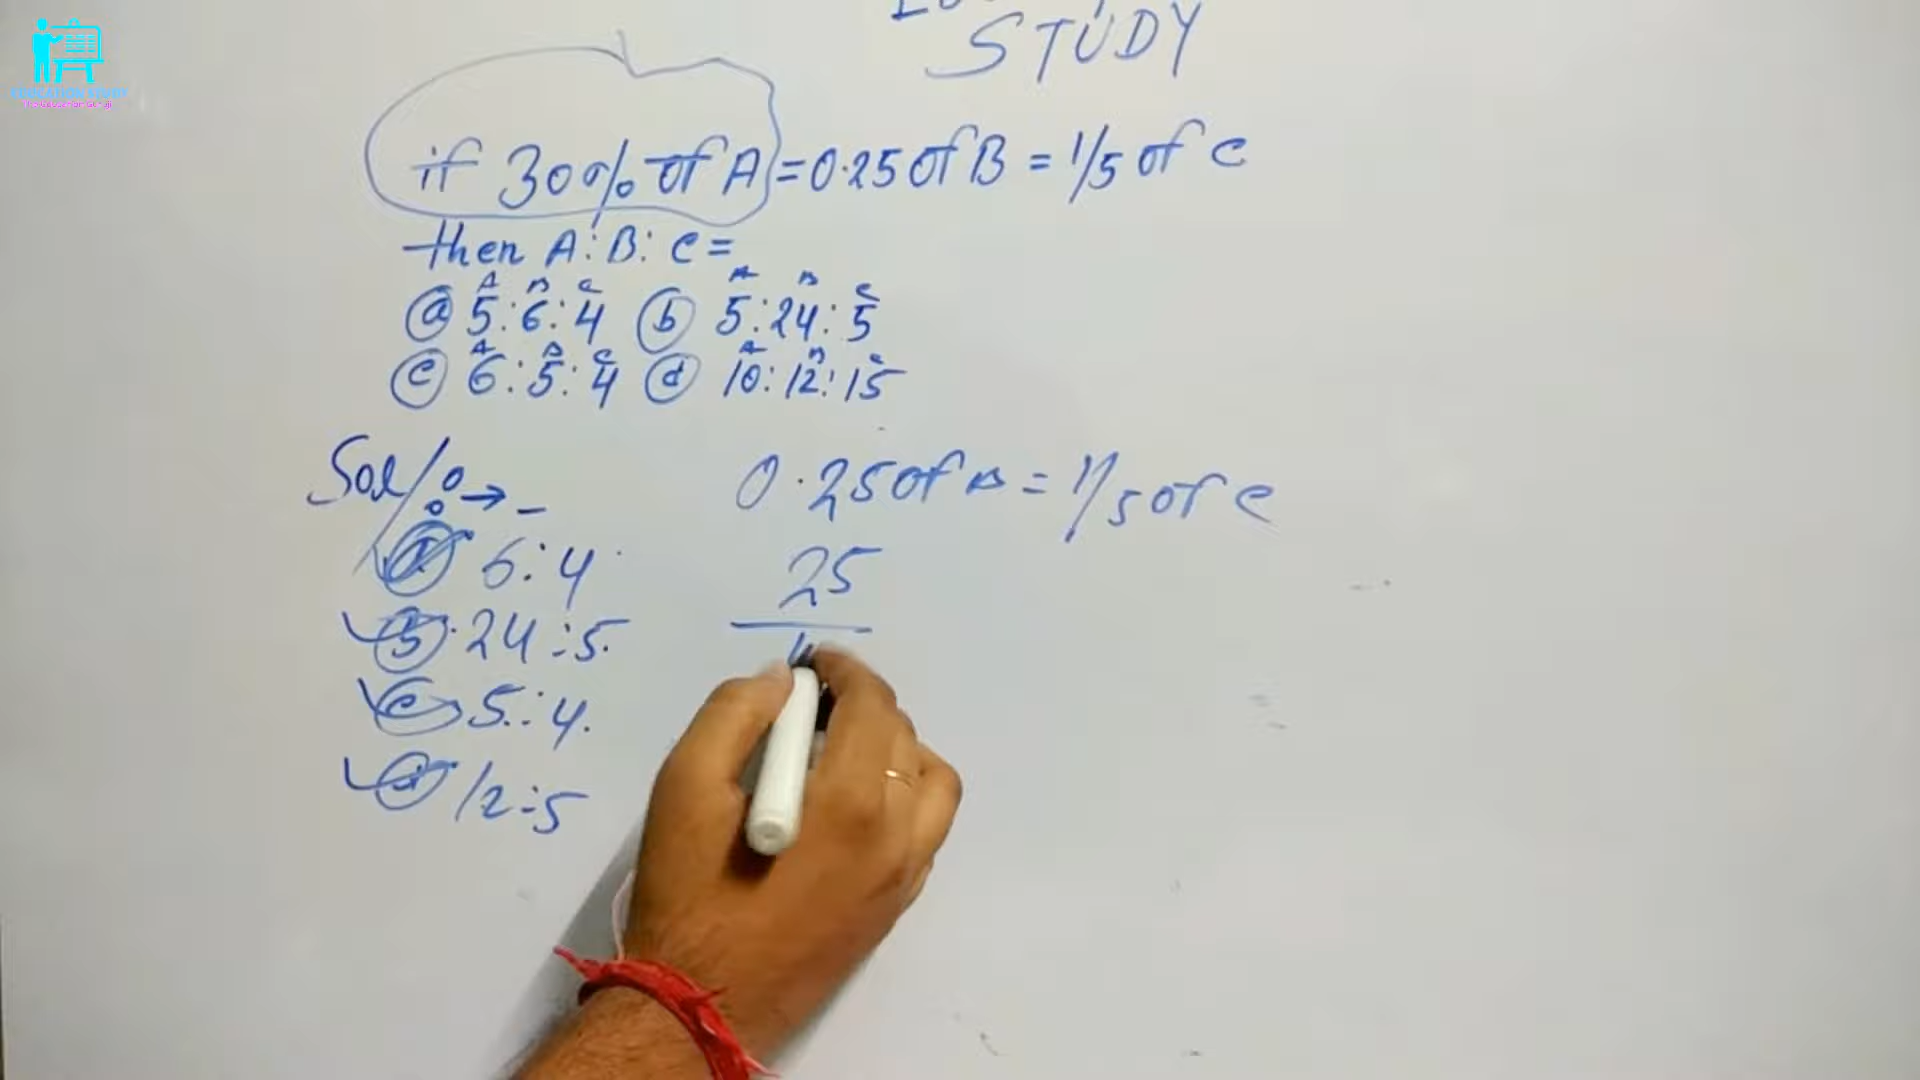 STUDY
EDUCATION STUDY
if 30% of A = 0.25 of B = 1/5 of C
then A : B : C =
A B C A B C
(a) 5 : 6 : 4 (b) 5 : 24 : 5
A B C A B C
(c) 6 : 5 : 4 (d) 10 : 12 : 15
Sol/: → _
0.25 of B = 1/5 of C
6 : 4
25
(b) 24 : 5
(c) 5 : 4
(d) 12 : 5